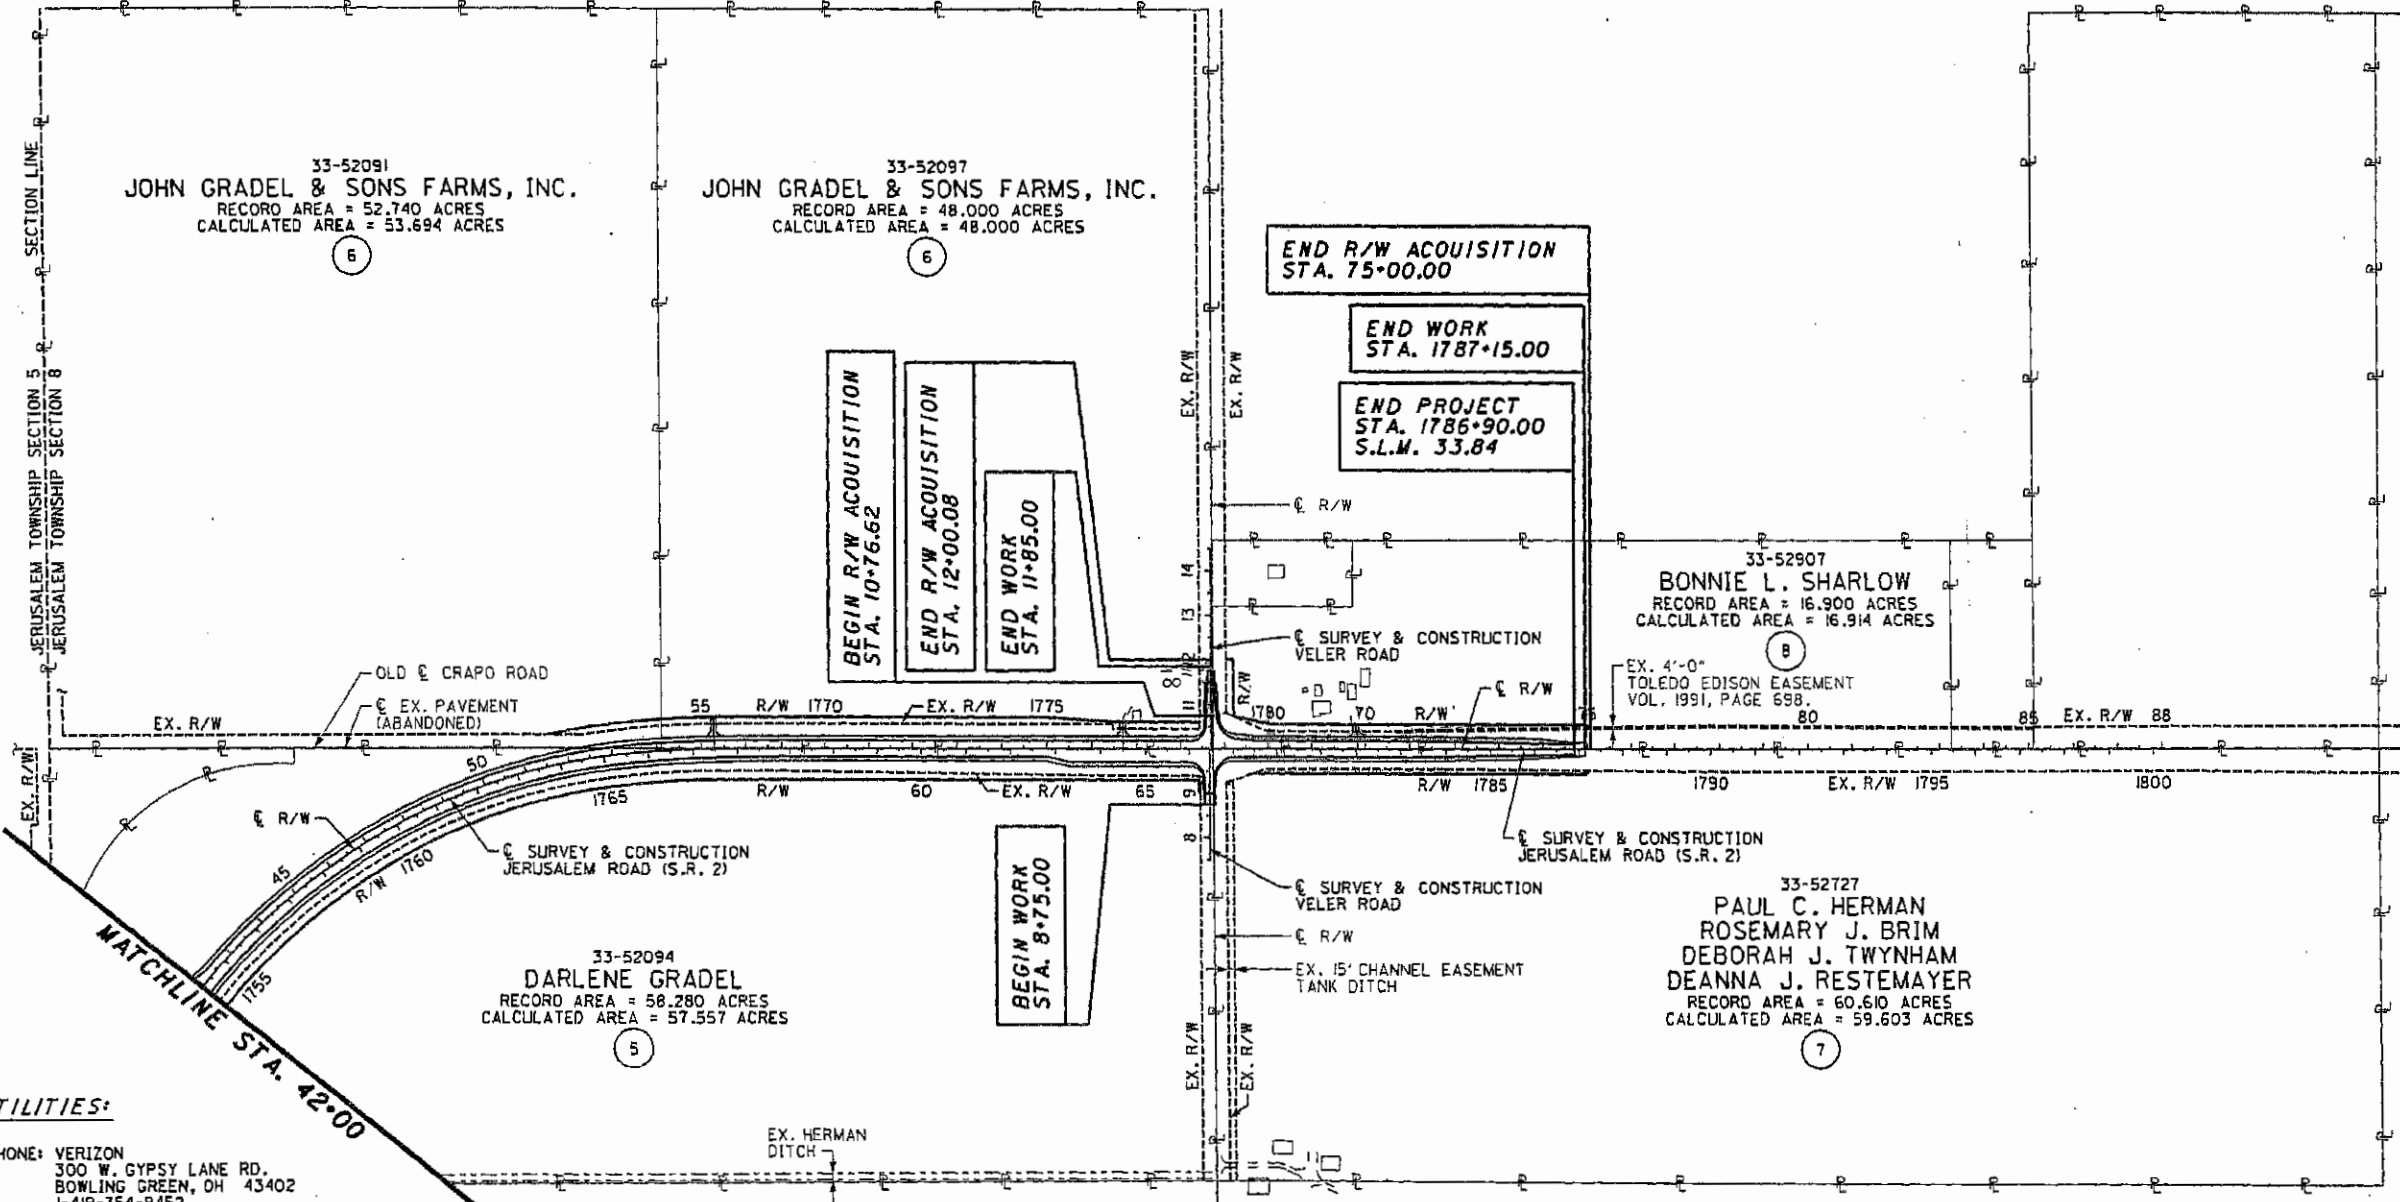 SECTION LINE
JERUSALEM TOWNSHIP SECTION 5
JERUSALEM TOWNSHIP SECTION 8
33-52091
JOHN GRADEL & SONS FARMS, INC.
RECORD AREA = 52.740 ACRES
CALCULATED AREA = 53.694 ACRES
6
33-52097
JOHN GRADEL & SONS FARMS, INC.
RECORD AREA = 48.000 ACRES
CALCULATED AREA = 48.000 ACRES
6
END R/W ACQUISITION
STA. 75+00.00
END WORK
STA. 1787+15.00
END PROJECT
STA. 1786+90.00
S.L.M. 33.84
BEGIN R/W ACQUISITION
STA. 10+76.62
END R/W ACQUISITION
STA. 12+00.08
END WORK
STA. 11+85.00
EX. R/W
EX. R/W
℄ R/W
14
13
12
11
℄ SURVEY & CONSTRUCTION
VELER ROAD
33-52907
BONNIE L. SHARLOW
RECORD AREA = 16.900 ACRES
CALCULATED AREA = 16.914 ACRES
8
EX. 4'-0"
TOLEDO EDISON EASEMENT
VOL. 1991, PAGE 698.
OLD ℄ CRAPO ROAD
℄ EX. PAVEMENT
(ABANDONED)
R/W
℄ R/W
EX. R/W
55 R/W 1770 EX. R/W 1775
1780 70 R/W 75 80 85 EX. R/W 88
EX. R/W
50
1765 R/W 60 EX. R/W 65 9
R/W 1785 1790 EX. R/W 1795 1800
℄ R/W
45
R/W 1760
1755
8
℄ SURVEY & CONSTRUCTION
JERUSALEM ROAD (S.R. 2)
℄ SURVEY & CONSTRUCTION
JERUSALEM ROAD (S.R. 2)
BEGIN WORK
STA. 8+75.00
℄ SURVEY & CONSTRUCTION
VELER ROAD
℄ R/W
EX. 15' CHANNEL EASEMENT
TANK DITCH
33-52727
PAUL C. HERMAN
ROSEMARY J. BRIM
DEBORAH J. TWYNHAM
DEANNA J. RESTEMAYER
RECORD AREA = 60.610 ACRES
CALCULATED AREA = 59.603 ACRES
7
33-52094
DARLENE GRADEL
RECORD AREA = 58.280 ACRES
CALCULATED AREA = 57.557 ACRES
5
MATCHLINE STA. 42+00
EX. R/W
EX. R/W
EX. HERMAN
DITCH
TILITIES:
HONE: VERIZON
300 W. GYPSY LANE RD.
BOWLING GREEN, OH 43402